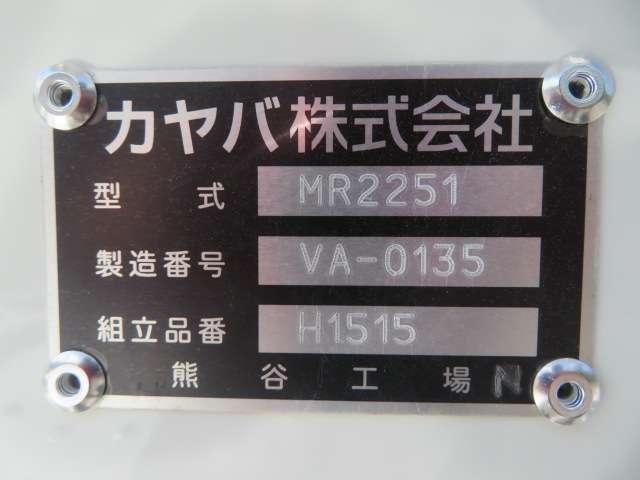 カヤバ株式会社
型式 MR2251
製造番号 VA-0135
組立品番 H1515
熊谷工場 N